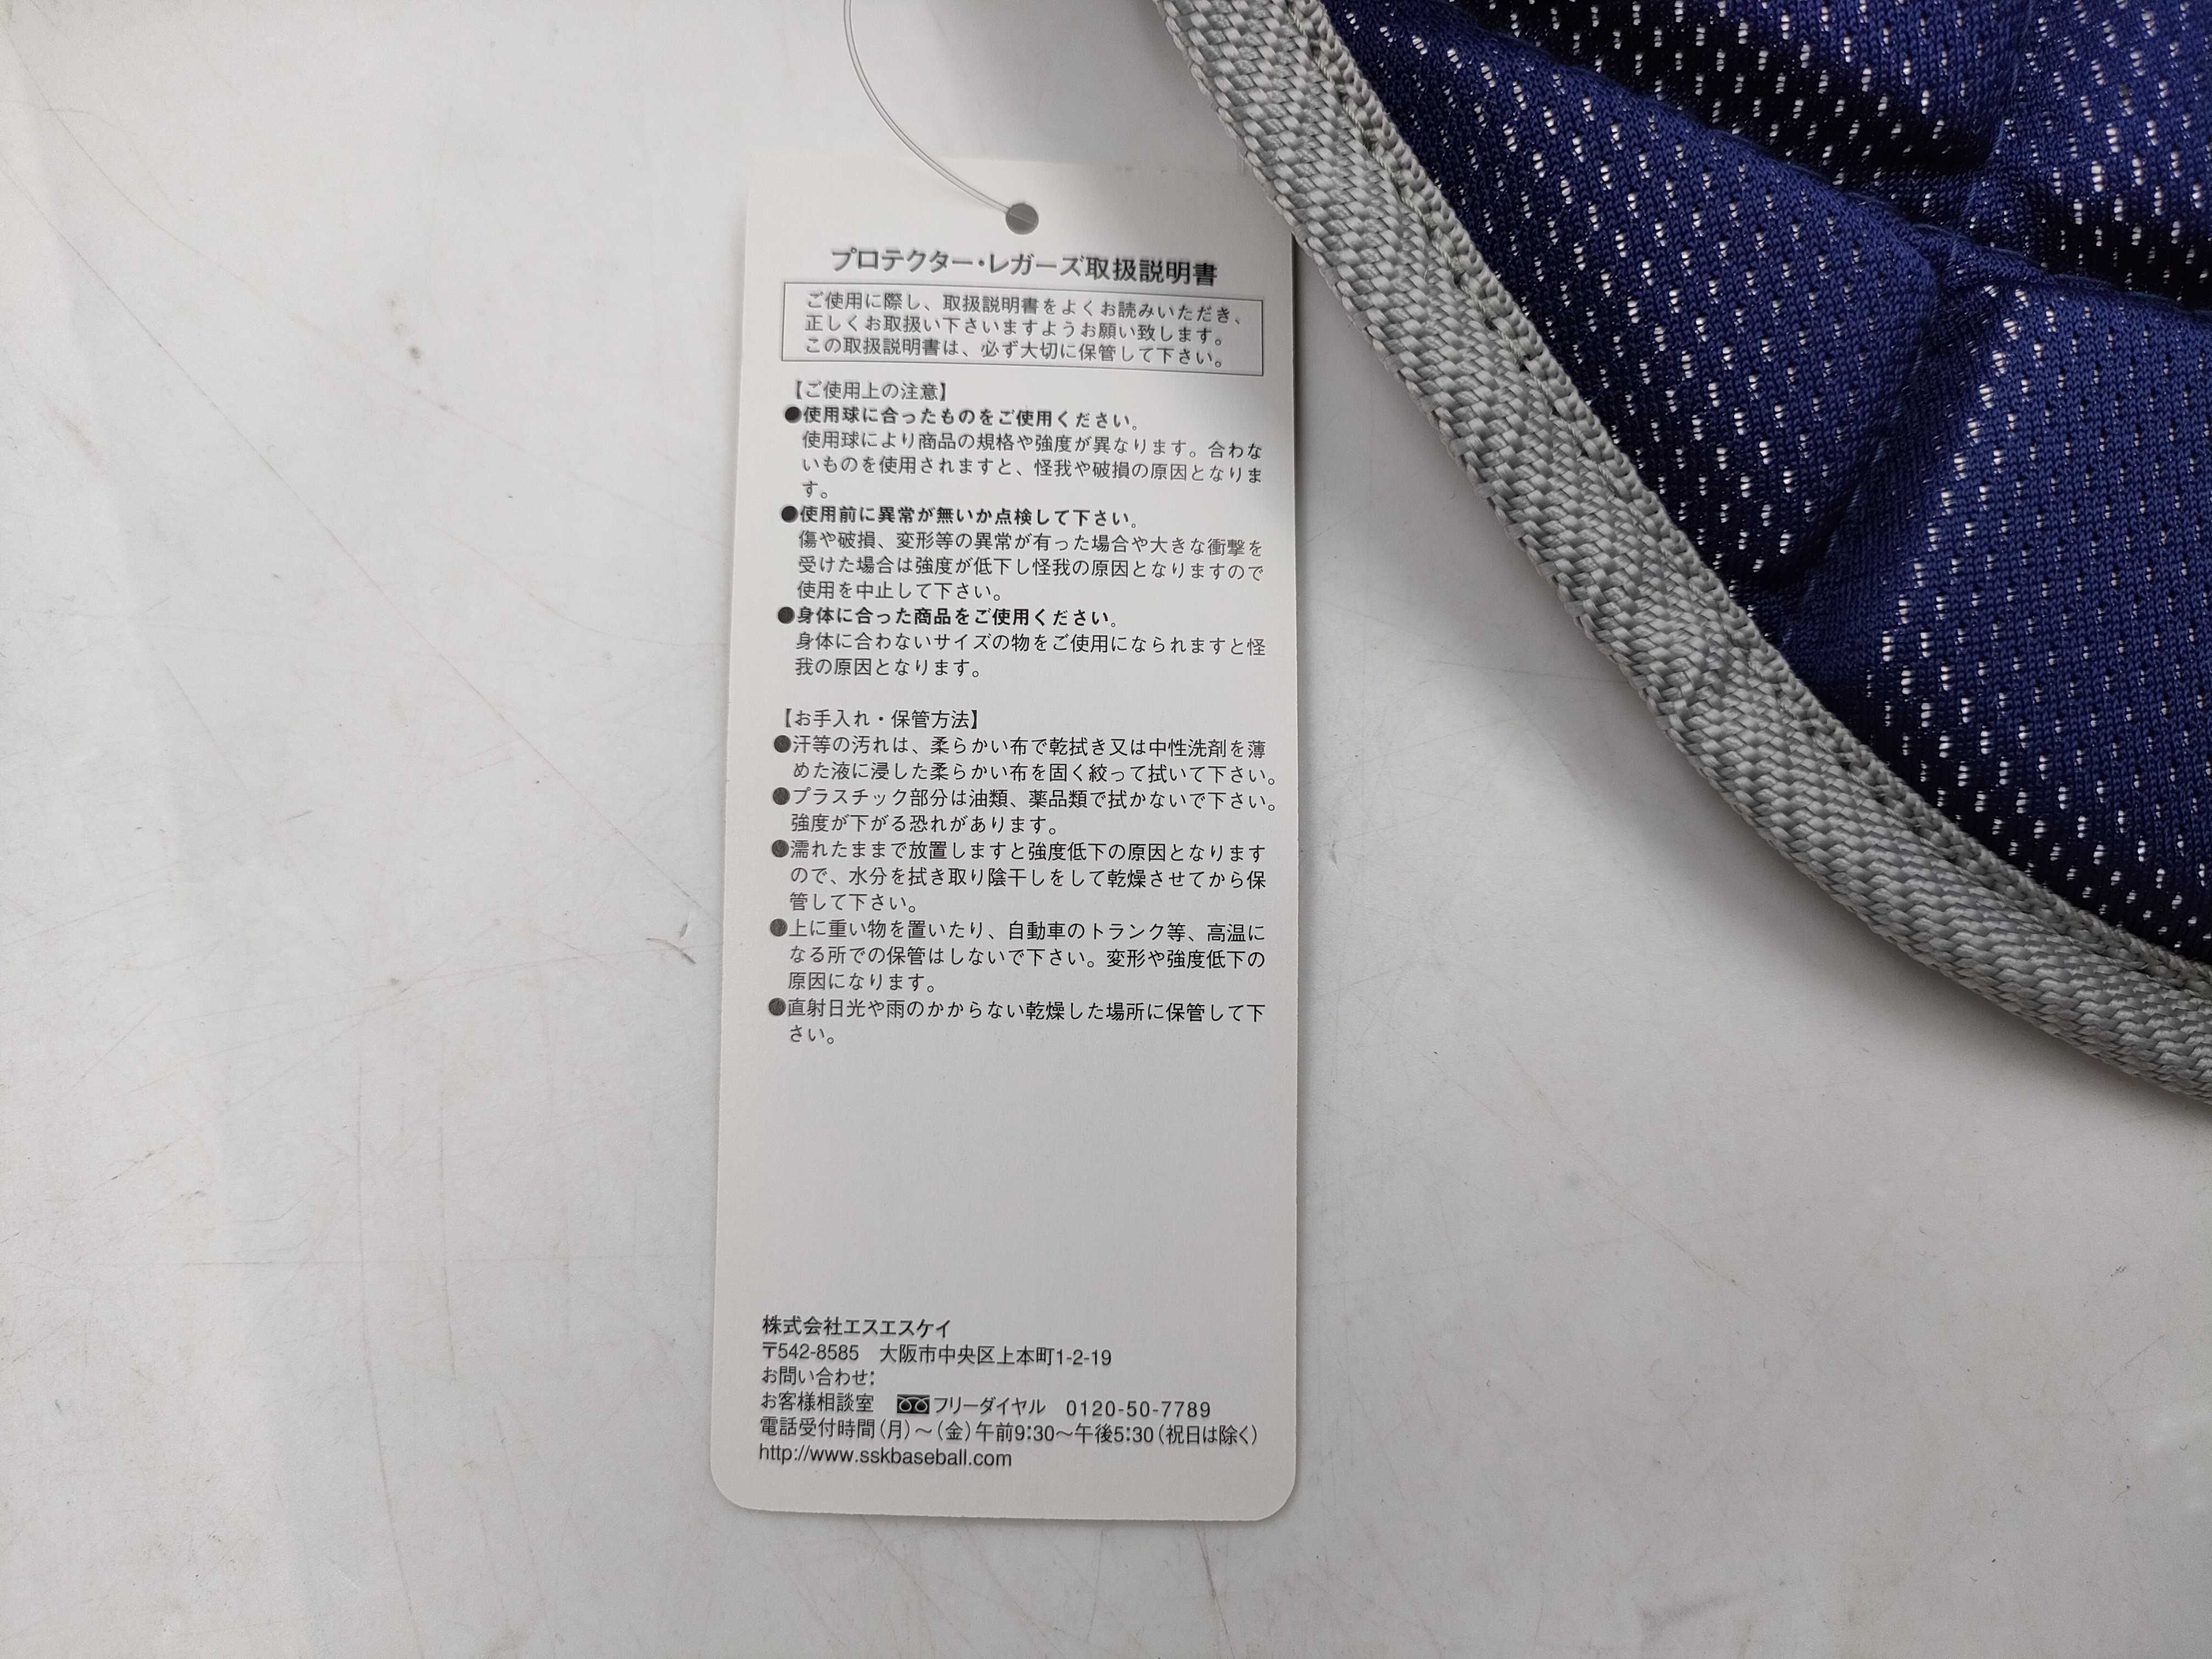 プロテクター・レガーズ取扱説明書
ご使用に際し、取扱説明書をよくお読みいただき、
正しくお取扱い下さいますようお願い致します。
この取扱説明書は、必ず大切に保管して下さい。
【ご使用上の注意】
●使用球に合ったものをご使用ください。
使用球により商品の規格や強度が異なります。合わな
いものを使用されますと、怪我や破損の原因となりま
す。
●使用前に異常が無いか点検して下さい。
傷や破損、変形等の異常が有った場合や大きな衝撃を
受けた場合は強度が低下し怪我の原因となりますので
使用を中止して下さい。
●身体に合った商品をご使用ください。
身体に合わないサイズの物をご使用になられますと怪
我の原因となります。
【お手入れ・保管方法】
●汗等の汚れは、柔らかい布で乾拭き又は中性洗剤を薄
めた液に浸した柔らかい布を固く絞って拭いて下さい。
●プラスチック部分は油類、薬品類で拭かないで下さい。
強度が下がる恐れがあります。
●濡れたままで放置しますと強度低下の原因となります
ので、水分を拭き取り陰干しをして乾燥させてから保
管して下さい。
●上に重い物を置いたり、自動車のトランク等、高温に
なる所での保管はしないで下さい。変形や強度低下の
原因になります。
●直射日光や雨のかからない乾燥した場所に保管して下
さい。
株式会社エスエスケイ
〒542-8585 大阪市中央区上本町1-2-19
お問い合わせ:
お客様相談室 フリーダイヤル 0120-50-7789
電話受付時間(月)～(金)午前9:30～午後5:30(祝日は除く)
http://www.sskbaseball.com